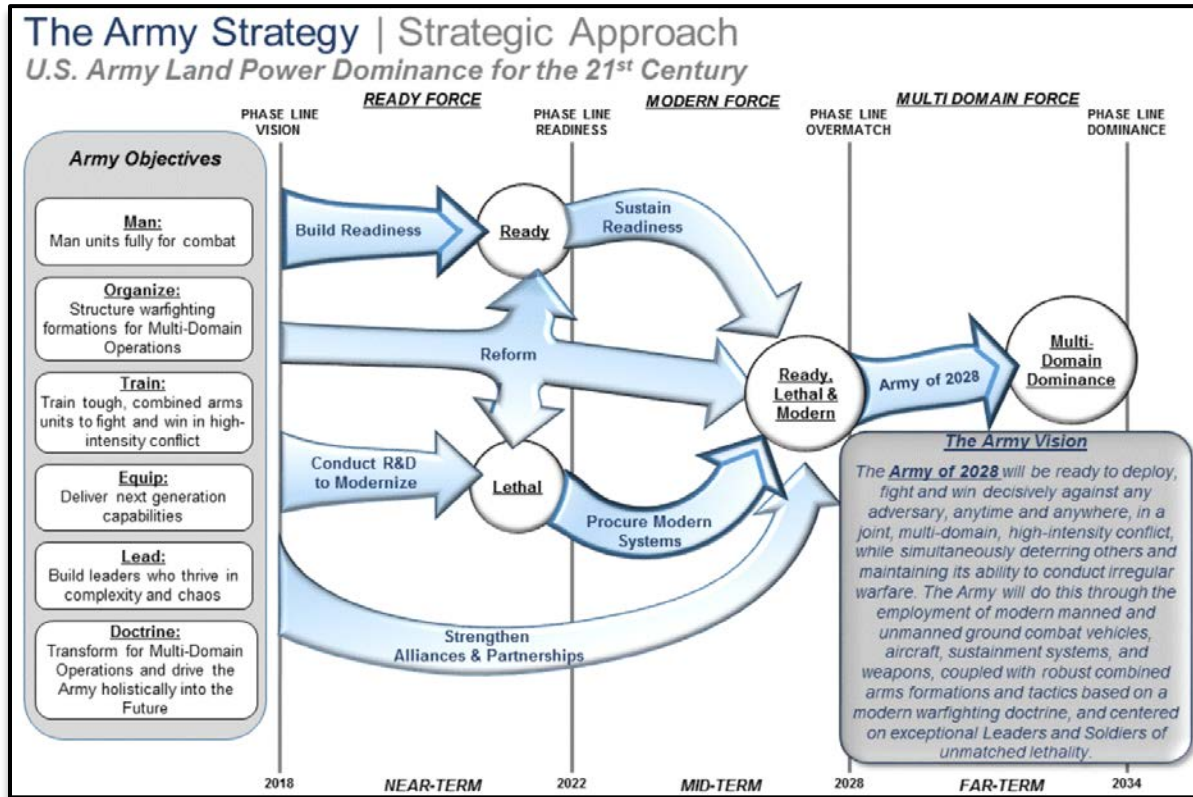 The Army Strategy | Strategic Approach
U.S. Army Land Power Dominance for the 21st Century
READY FORCE
MODERN FORCE
MULTI DOMAIN FORCE
PHASE LINE
VISION
PHASE LINE
READINESS
PHASE LINE
OVERMATCH
PHASE LINE
DOMINANCE
Army Objectives
Man:
Man units fully for combat
Organize:
Structure warfighting
formations for Multi-Domain
Operations
Train:
Train tough, combined arms
units to fight and win in high-
intensity conflict
Equip:
Deliver next generation
capabilities
Lead:
Build leaders who thrive in
complexity and chaos
Doctrine:
Transform for Multi-Domain
Operations and drive the
Army holistically into the
Future
Build Readiness
Ready
Sustain
Readiness
Reform
Conduct R&D
to Modernize
Lethal
Procure Modern
Systems
Strengthen
Alliances & Partnerships
Ready,
Lethal &
Modern
Army of 2028
Multi-
Domain
Dominance
The Army Vision
The Army of 2028 will be ready to deploy,
fight and win decisively against any
adversary, anytime and anywhere, in a
joint, multi-domain, high-intensity conflict,
while simultaneously deterring others and
maintaining its ability to conduct irregular
warfare. The Army will do this through the
employment of modern manned and
unmanned ground combat vehicles,
aircraft, sustainment systems, and
weapons, coupled with robust combined
arms formations and tactics based on a
modern warfighting doctrine, and centered
on exceptional Leaders and Soldiers of
unmatched lethality.
2018
NEAR-TERM
2022
MID-TERM
2028
FAR-TERM
2034